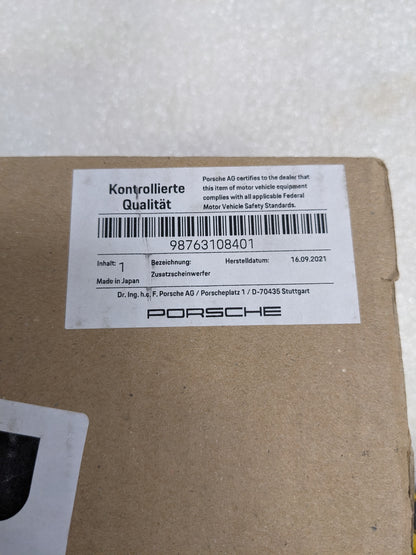 Kontrollierte
Qualität
Porsche AG certifies to the dealer that
this item of motor vehicle equipment
complies with all applicable Federal
Motor Vehicle Safety Standards.
98763108401
Inhalt: 1
Bezeichnung:
Herstelldatum: 16.09.2021
Made in Japan
Zusatzscheinwerfer
Dr. Ing. h.c. F. Porsche AG / Porscheplatz 1 / D-70435 Stuttgart
PORSCHE